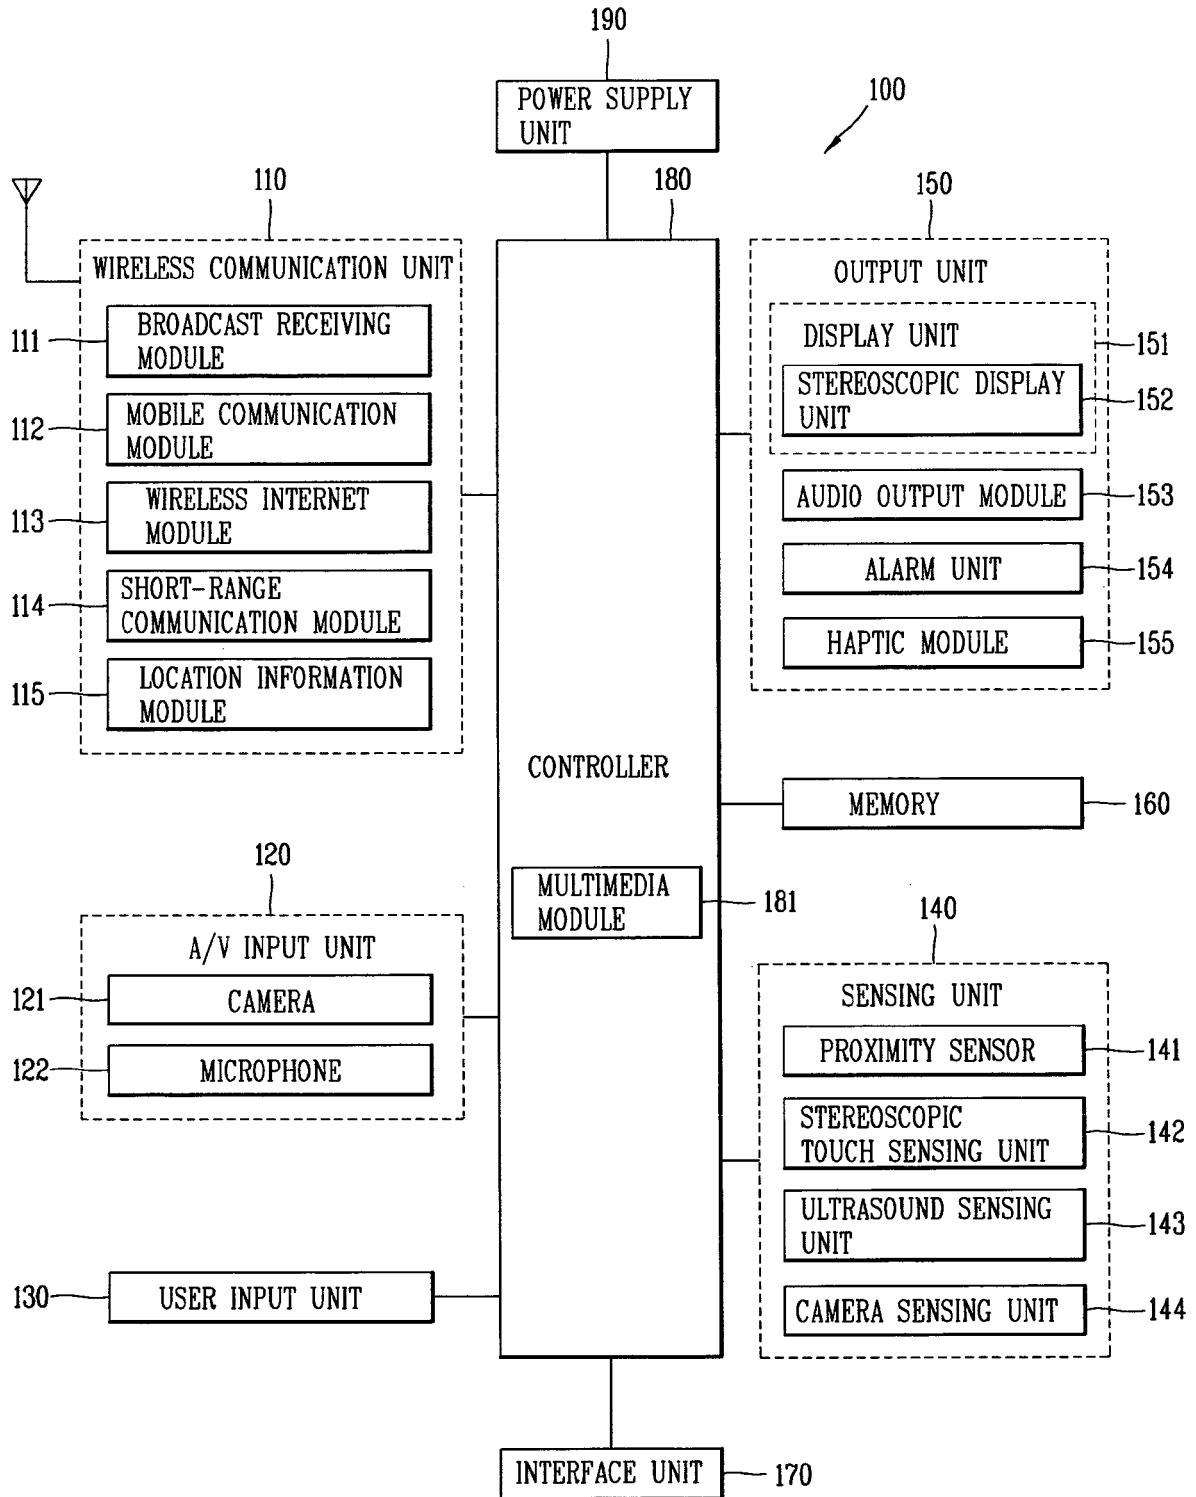 190
POWER SUPPLY
UNIT
100
110
180
150
WIRELESS COMMUNICATION UNIT
111
BROADCAST RECEIVING
MODULE
112
MOBILE COMMUNICATION
MODULE
113
WIRELESS INTERNET
MODULE
114
SHORT-RANGE
COMMUNICATION MODULE
115
LOCATION INFORMATION
MODULE
OUTPUT UNIT
DISPLAY UNIT
151
STEREOSCOPIC DISPLAY
UNIT
152
AUDIO OUTPUT MODULE
153
ALARM UNIT
154
HAPTIC MODULE
155
CONTROLLER
MEMORY
160
MULTIMEDIA
MODULE
181
120
A/V INPUT UNIT
121
CAMERA
122
MICROPHONE
140
SENSING UNIT
PROXIMITY SENSOR
141
STEREOSCOPIC
TOUCH SENSING UNIT
142
ULTRASOUND SENSING
UNIT
143
CAMERA SENSING UNIT
144
130
USER INPUT UNIT
INTERFACE UNIT
170